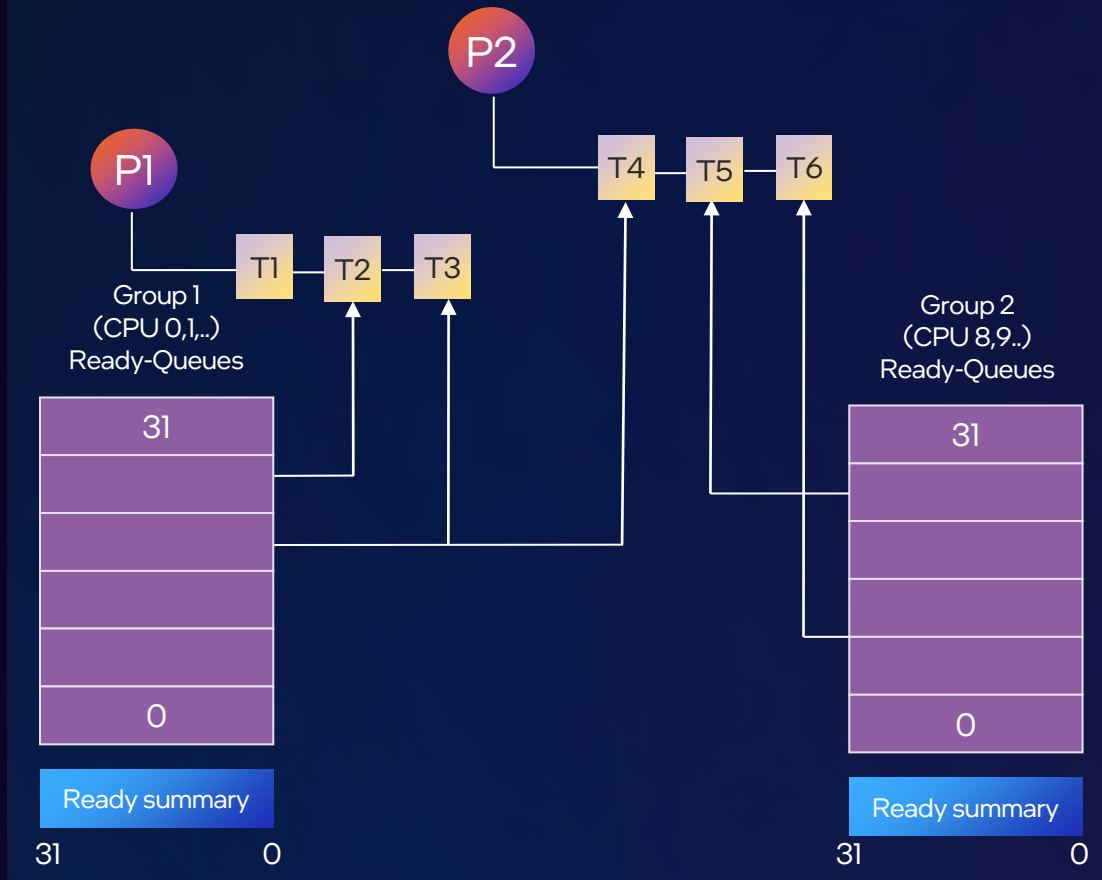 P2
P1
T4
T5
T6
T1
T2
T3
Group 1
(CPU 0,1,..)
Ready-Queues
Group 2
(CPU 8,9..)
Ready-Queues
31
0
31
0
Ready summary
31 0
Ready summary
31 0